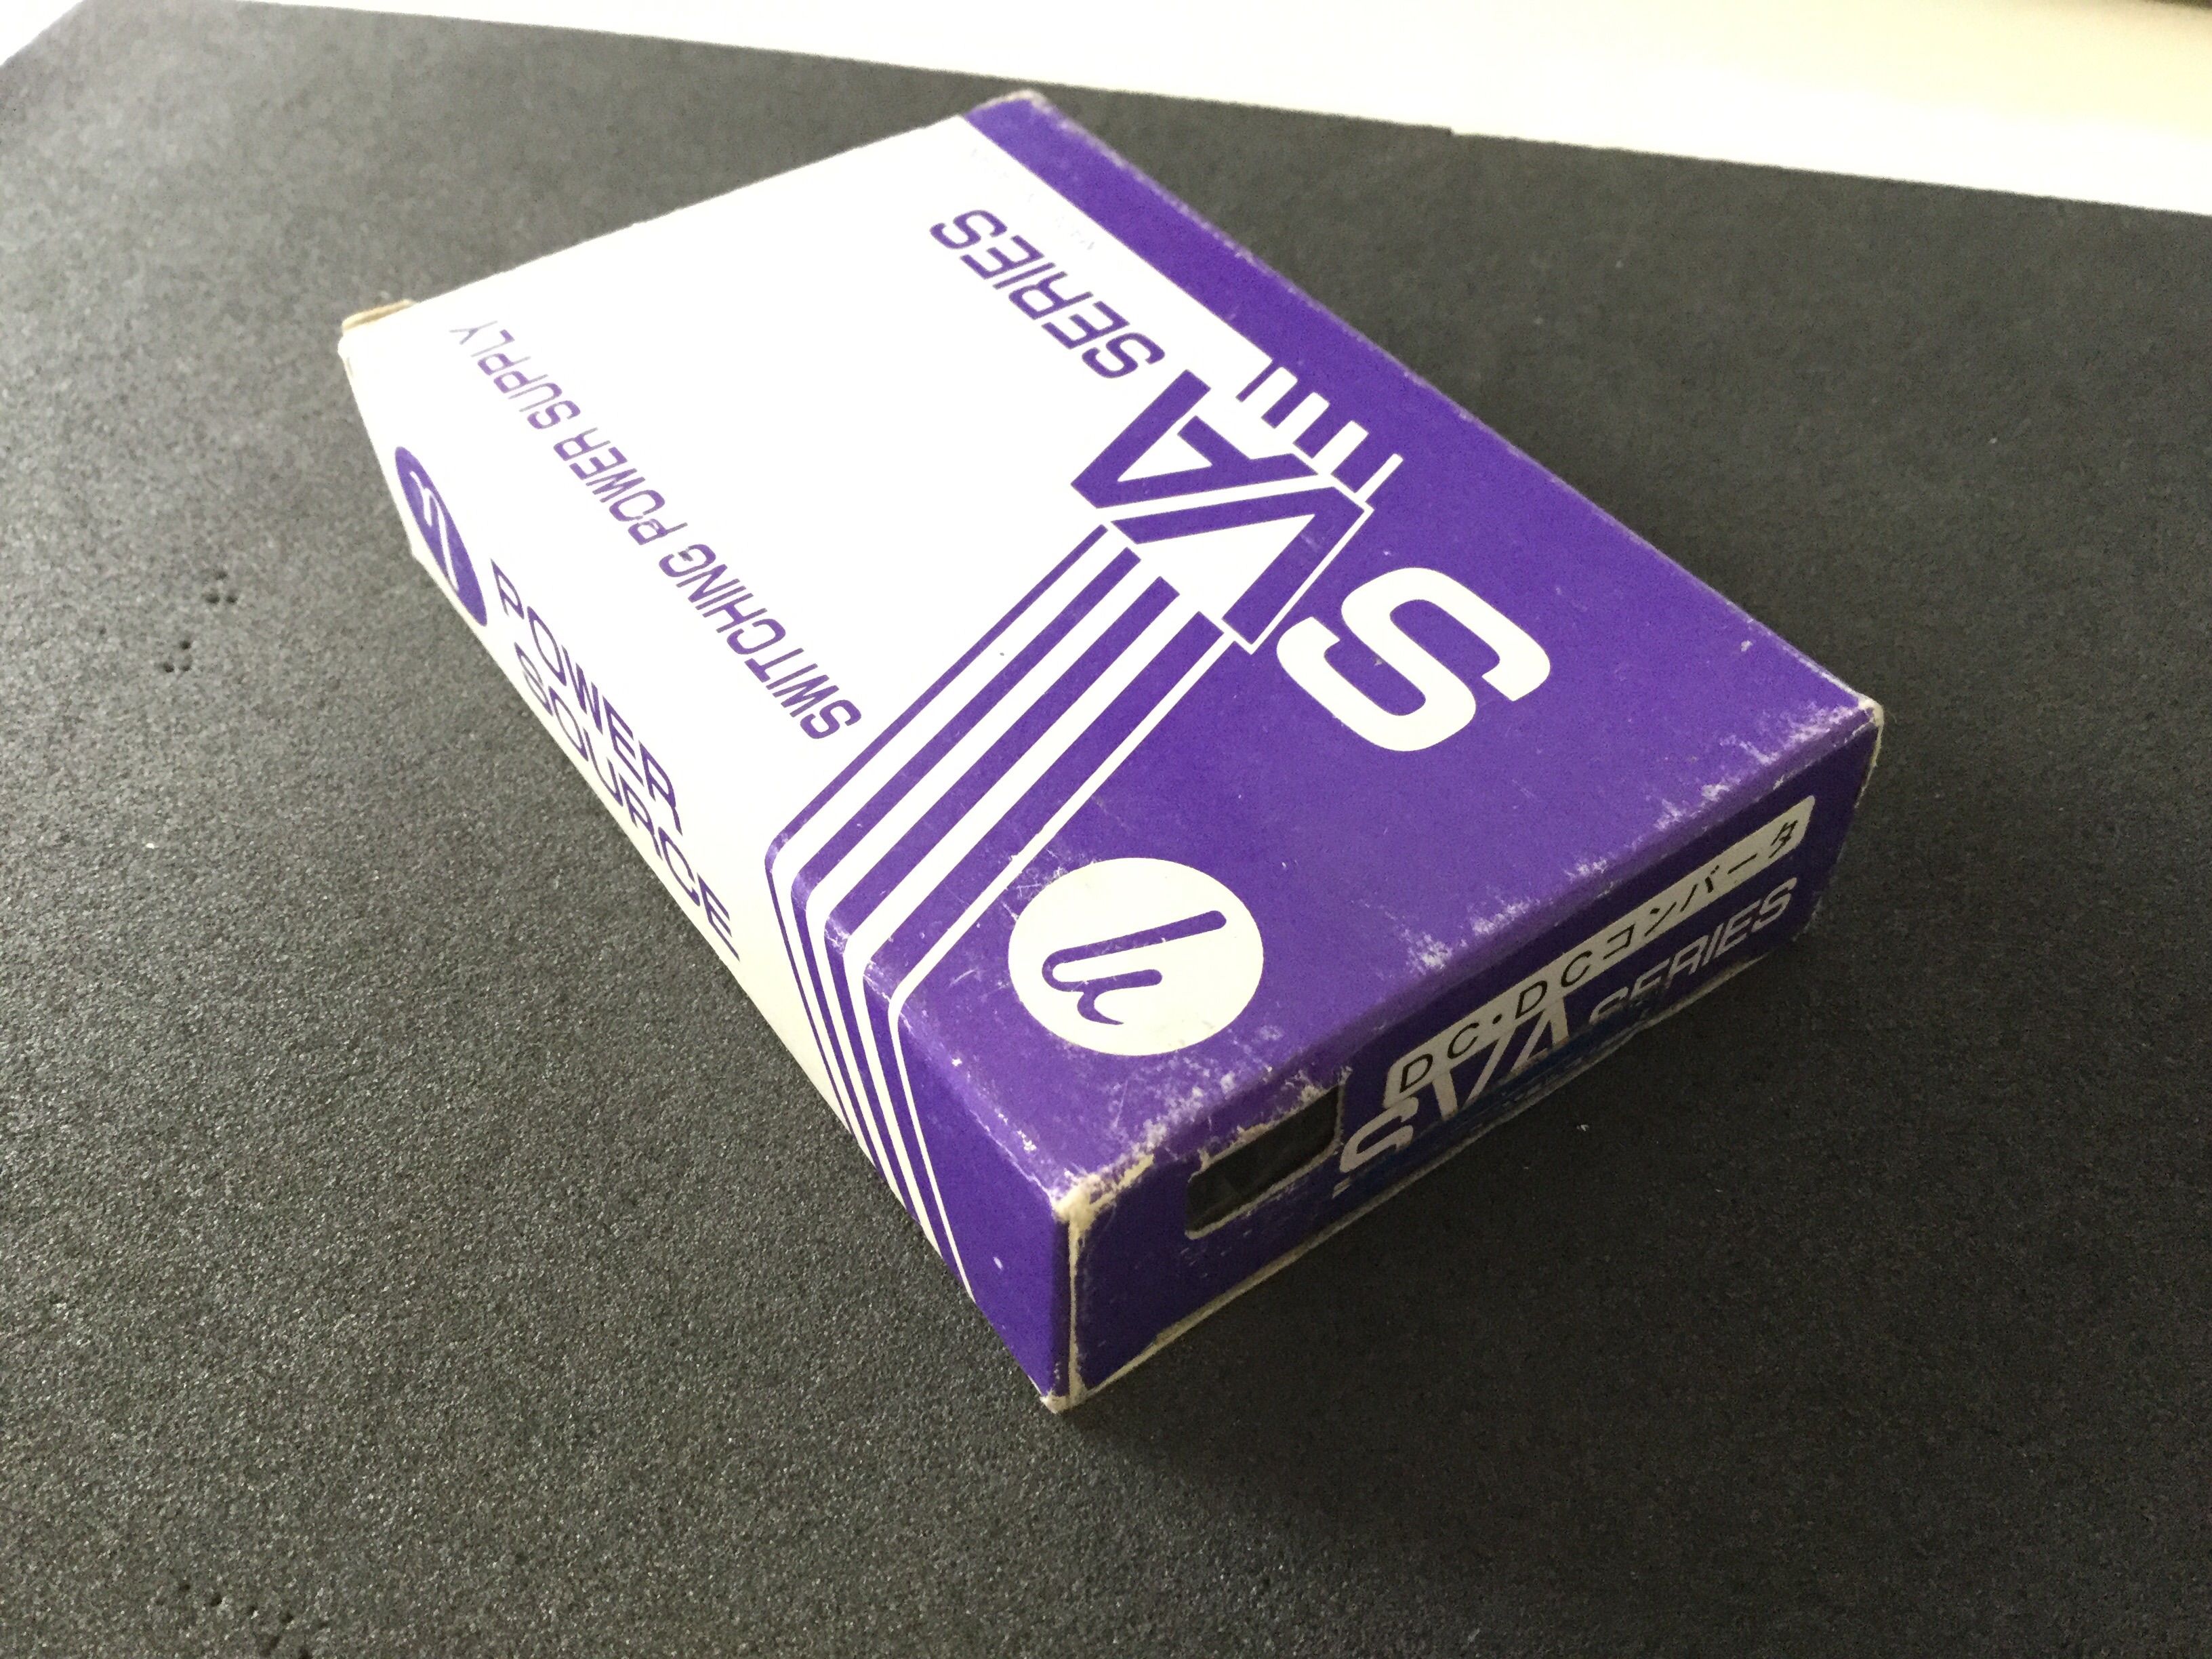 SVA SERIES
SWITCHING POWER SUPPLY
POWER
SOURCE
DC・DCコンバータ
SVA SERIES